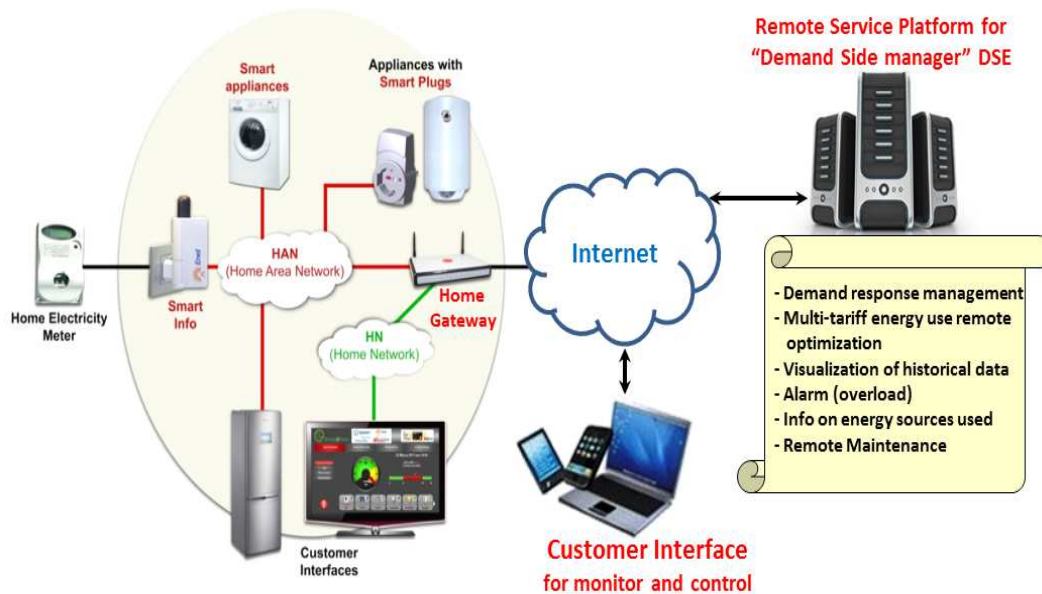 Remote Service Platform for
“Demand Side manager” DSE
Smart
appliances
Appliances with
Smart Plugs
HAN
(Home Area Network)
Enel
Smart
Info
Home Electricity
Meter
Home
Gateway
HN
(Home Network)
Internet
Customer
Interfaces
Customer Interface
for monitor and control
- Demand response management
- Multi-tariff energy use remote
optimization
- Visualization of historical data
- Alarm (overload)
- Info on energy sources used
- Remote Maintenance